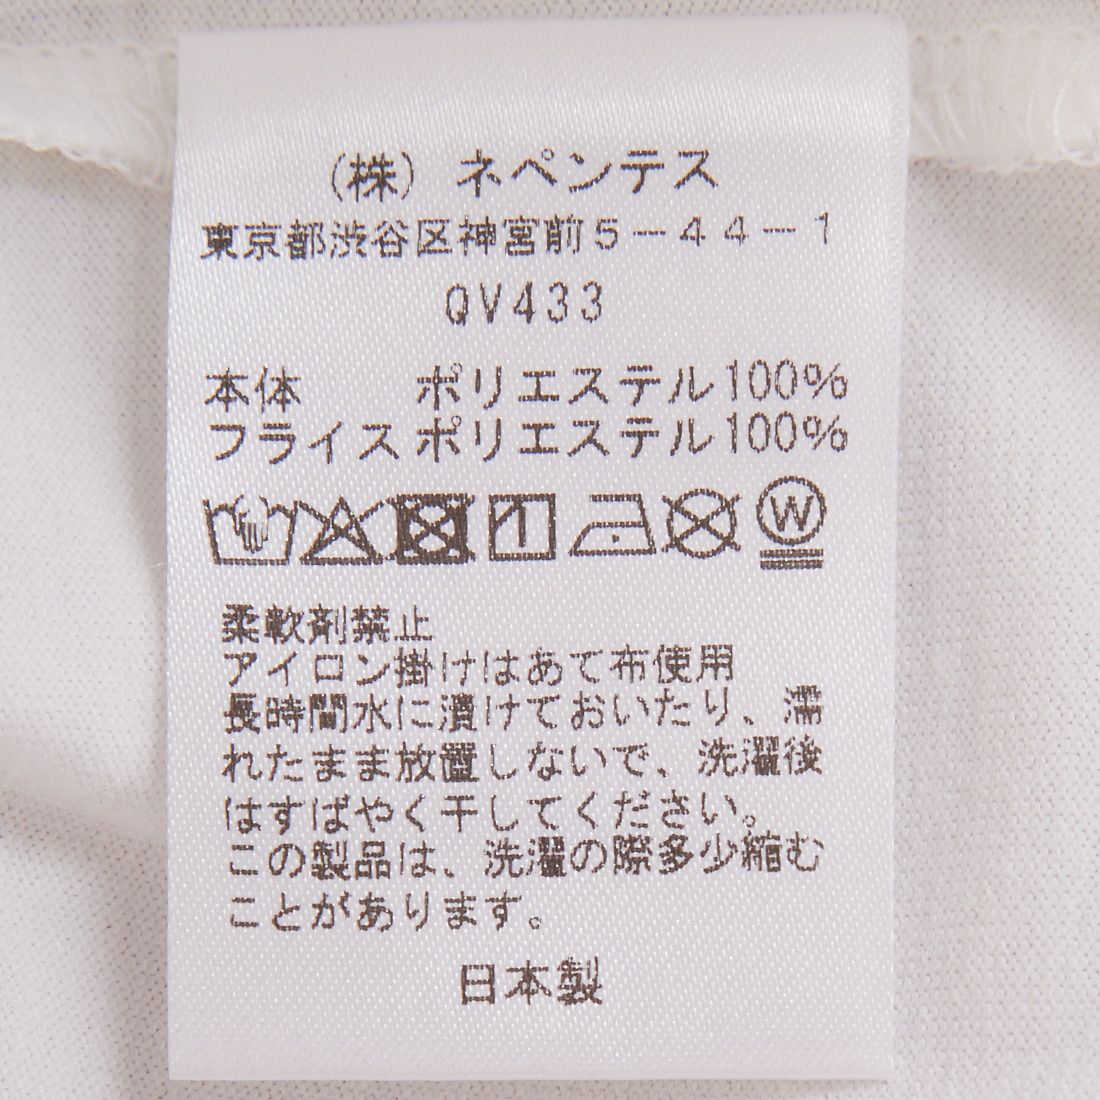 (株) ネペンテス
東京都渋谷区神宮前5-44-1
QV433
本体 ポリエステル100%
フライス ポリエステル100%
W
柔軟剤禁止
アイロン掛けはあて布使用
長時間水に漬けておいたり、濡
れたまま放置しないで、洗濯後
はすばやく干してください。
この製品は、洗濯の際多少縮む
ことがあります。
日本製